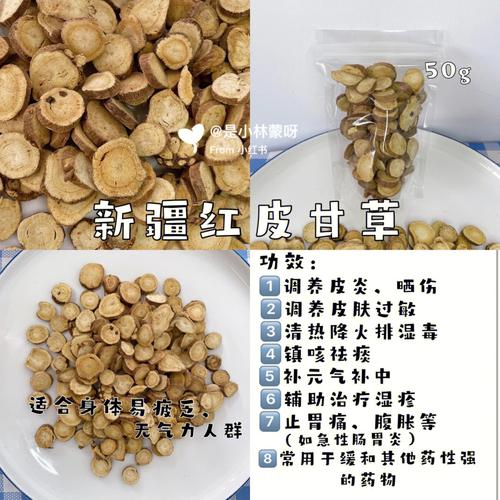 @是小林蒙呀
From 小红书
50g
新疆红皮甘草
适合身体易疲乏、
无气力人群
功效：
1 调养皮炎、晒伤
2 调养皮肤过敏
3 清热降火排湿毒
4 镇咳祛痰
5 补元气补中
6 辅助治疗湿疹
7 止胃痛、腹胀等
（如急性肠胃炎）
8 常用于缓和其他药性强
的药物